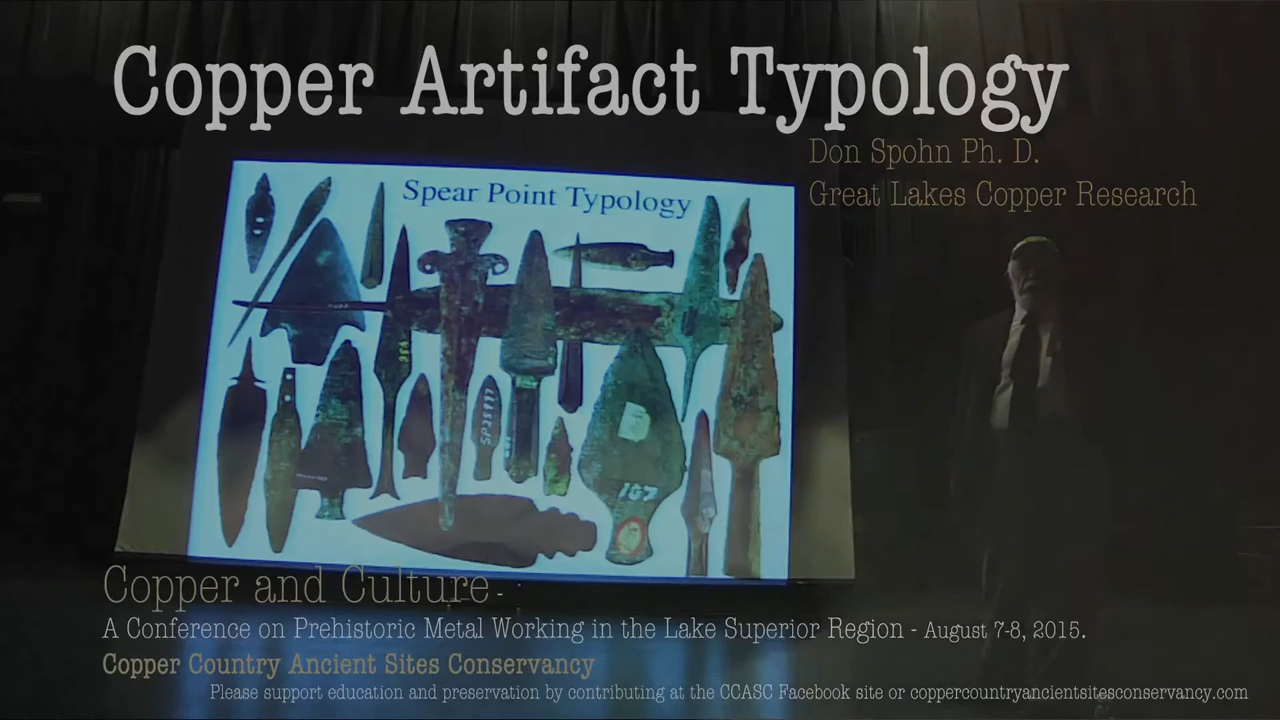 Copper Artifact Typology
Don Spohn Ph. D.
Great Lakes Copper Research
Spear Point Typology
SP25497
107
Copper and Culture -
A Conference on Prehistoric Metal Working in the Lake Superior Region - August 7-8, 2015.
Copper Country Ancient Sites Conservancy
Please support education and preservation by contributing at the CCASC Facebook site or coppercountryancientsitesconservancy.com